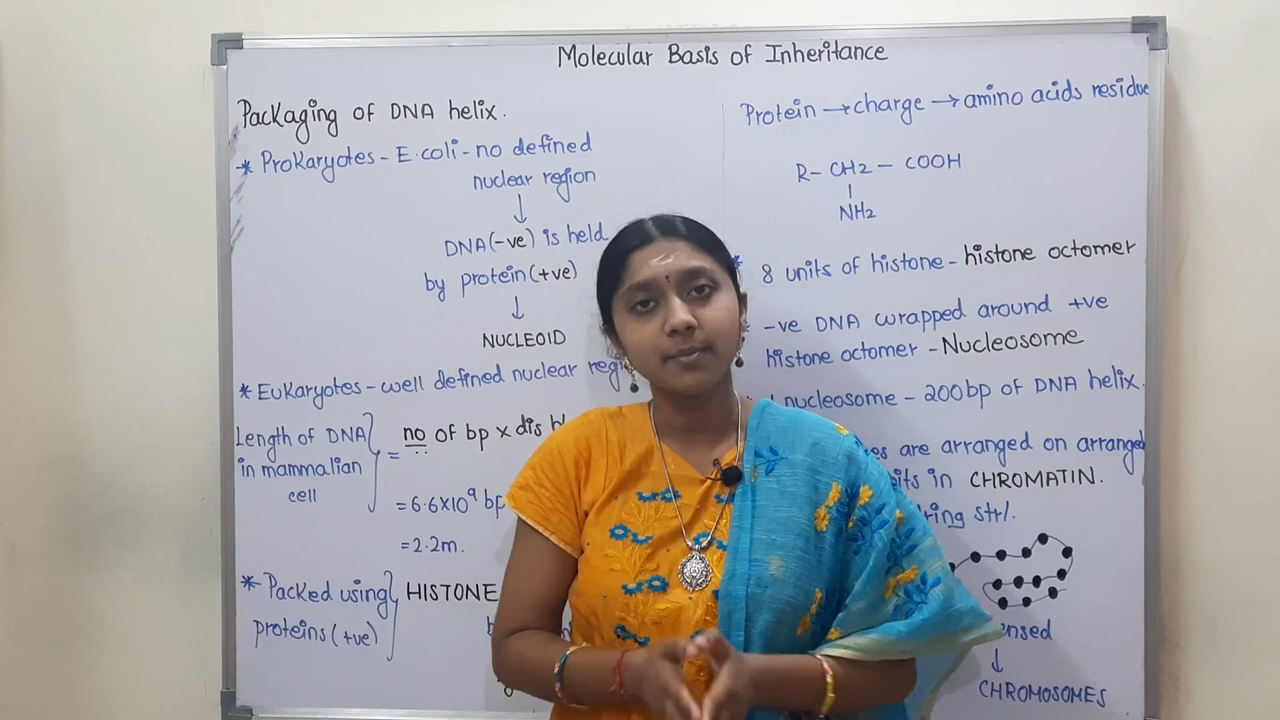 Molecular Basis of Inheritance
Packaging of DNA helix.
* Prokaryotes - E.coli - no defined
nuclear region
↓
DNA(-ve) is held
by protein(+ve)
↓
NUCLEOID
* Eukaryotes - well defined nuclear
Length of DNA
in mammalian
cell
= no of bp x dis
= 6.6x10⁹ bp
= 2.2m.
* Packed using
proteins (+ve)
HISTONE
Protein → charge → amino acids residue
R- CH2 - COOH
NH2
* 8 units of histone - histone octomer
-ve DNA wrapped around +ve
histone octomer - Nucleosome
nucleosome - 200bp of DNA helix.
are arranged on arranged
in CHROMATIN.
str/.
↓
CHROMOSOMES